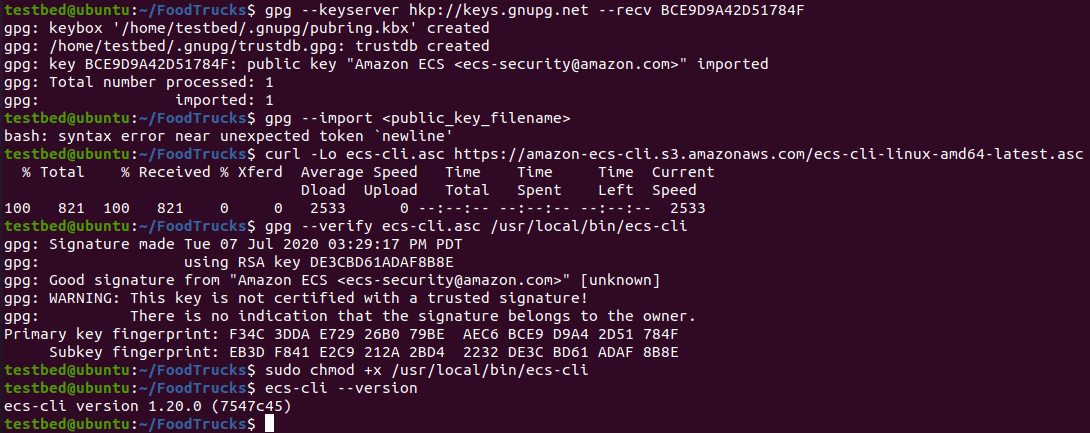 testbed@ubuntu:~/FoodTrucks$ gpg --keyserver hkp://keys.gnupg.net --recv BCE9D9A42D51784F
gpg: keybox '/home/testbed/.gnupg/pubring.kbx' created
gpg: /home/testbed/.gnupg/trustdb.gpg: trustdb created
gpg: key BCE9D9A42D51784F: public key "Amazon ECS <ecs-security@amazon.com>" imported
gpg: Total number processed: 1
gpg:               imported: 1
testbed@ubuntu:~/FoodTrucks$ gpg --import <public_key_filename>
bash: syntax error near unexpected token `newline'
testbed@ubuntu:~/FoodTrucks$ curl -Lo ecs-cli.asc https://amazon-ecs-cli.s3.amazonaws.com/ecs-cli-linux-amd64-latest.asc
  % Total    % Received % Xferd  Average Speed   Time    Time     Time  Current
                                 Dload  Upload   Total   Spent    Left  Speed
100   821  100   821    0     0   2533      0 --:--:-- --:--:-- --:--:--  2533
testbed@ubuntu:~/FoodTrucks$ gpg --verify ecs-cli.asc /usr/local/bin/ecs-cli
gpg: Signature made Tue 07 Jul 2020 03:29:17 PM PDT
gpg:                using RSA key DE3CBD61ADAF8B8E
gpg: Good signature from "Amazon ECS <ecs-security@amazon.com>" [unknown]
gpg: WARNING: This key is not certified with a trusted signature!
gpg:          There is no indication that the signature belongs to the owner.
Primary key fingerprint: F34C 3DDA E729 26B0 79BE  AEC6 BCE9 D9A4 2D51 784F
     Subkey fingerprint: EB3D F841 E2C9 212A 2BD4  2232 DE3C BD61 ADAF 8B8E
testbed@ubuntu:~/FoodTrucks$ sudo chmod +x /usr/local/bin/ecs-cli
testbed@ubuntu:~/FoodTrucks$ ecs-cli --version
ecs-cli version 1.20.0 (7547c45)
testbed@ubuntu:~/FoodTrucks$